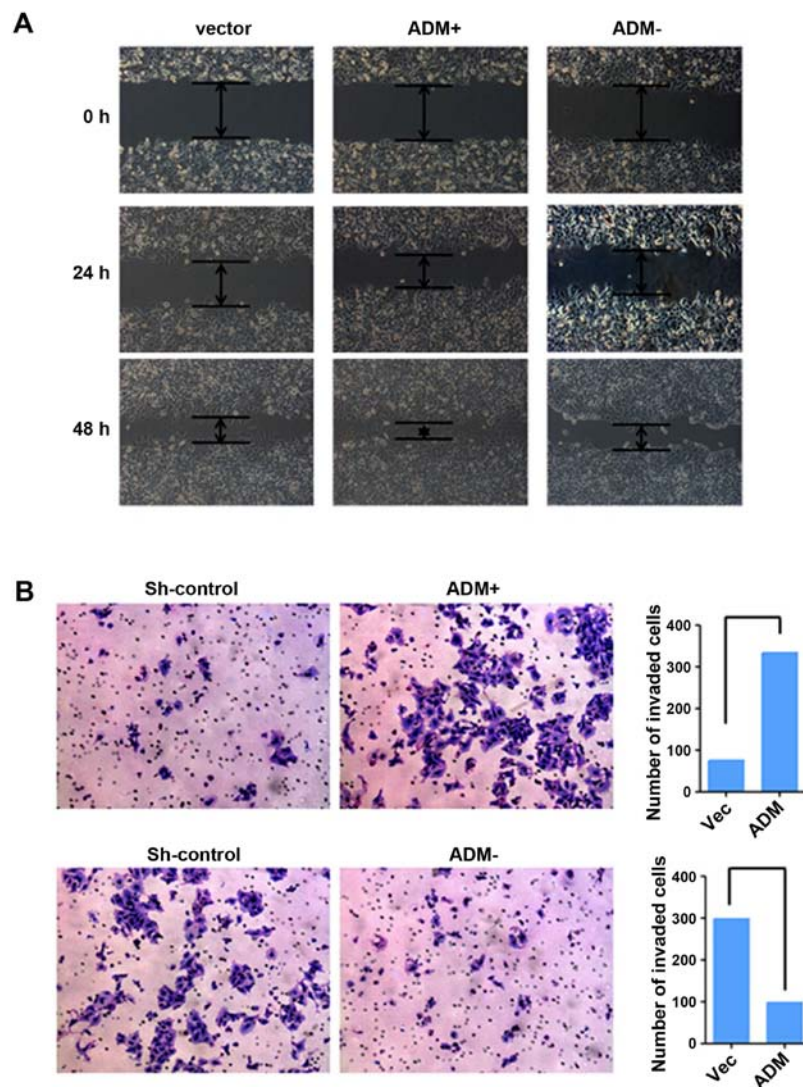 A
vector ADM+ ADM-
0 h
24 h
48 h
B
Sh-control ADM+
Number of invaded cells
400
300
200
100
0
Vec ADM
Sh-control ADM-
Number of invaded cells
400
300
200
100
0
Vec ADM